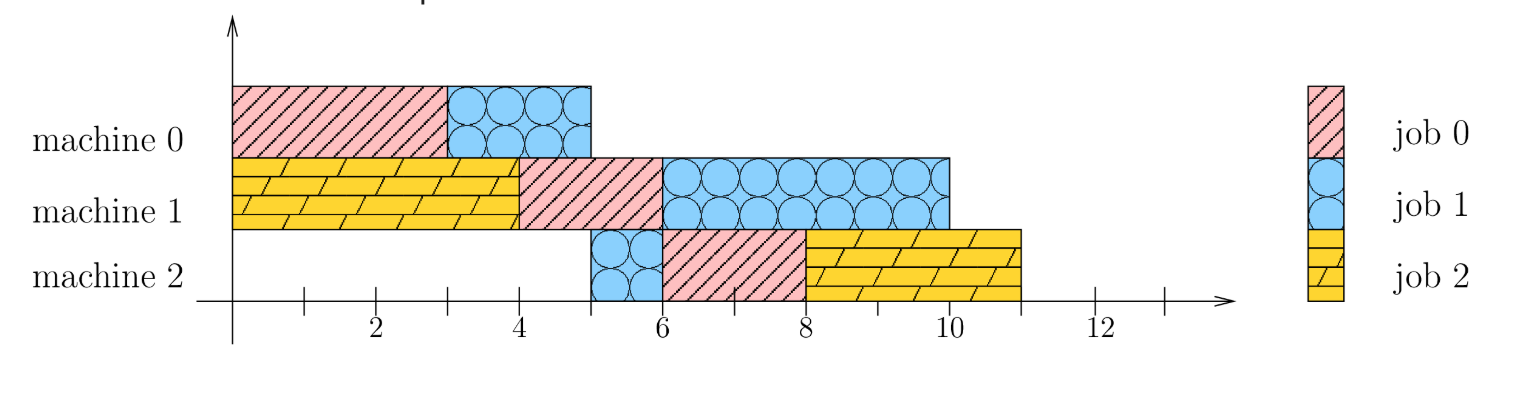 machine 0
machine 1
machine 2
2 4 6 8 10 12
job 0
job 1
job 2